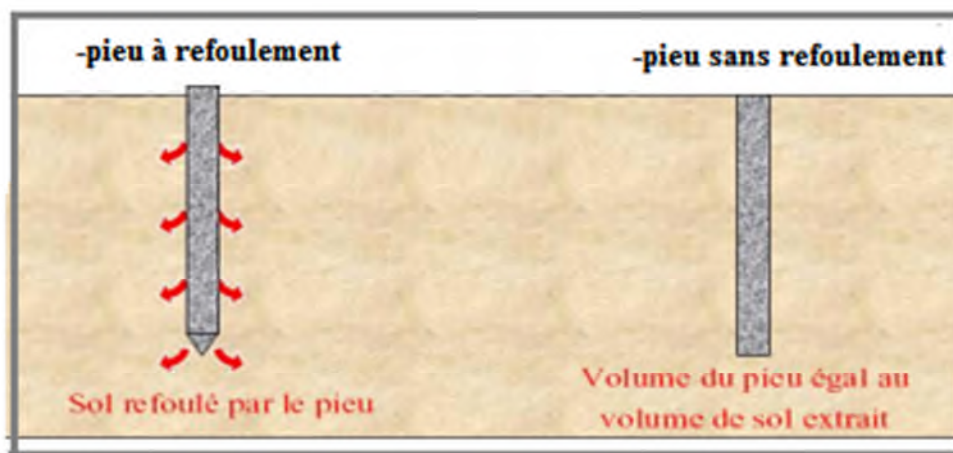 -pieu à refoulement
-pieu sans refoulement
Sol refoulé par le pieu
Volume du pieu égal au
volume de sol extrait